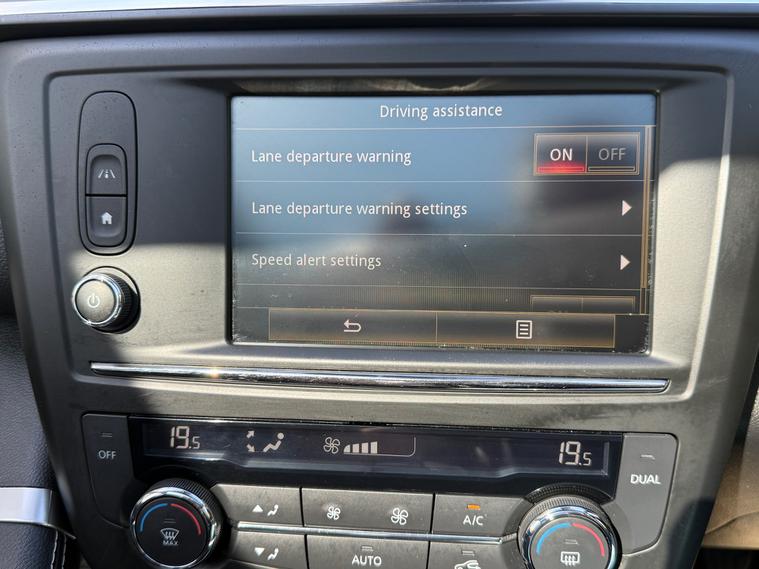 Driving assistance
Lane departure warning ON OFF
Lane departure warning settings
Speed alert settings
19.5 19.5
OFF DUAL
A/C
MAX AUTO